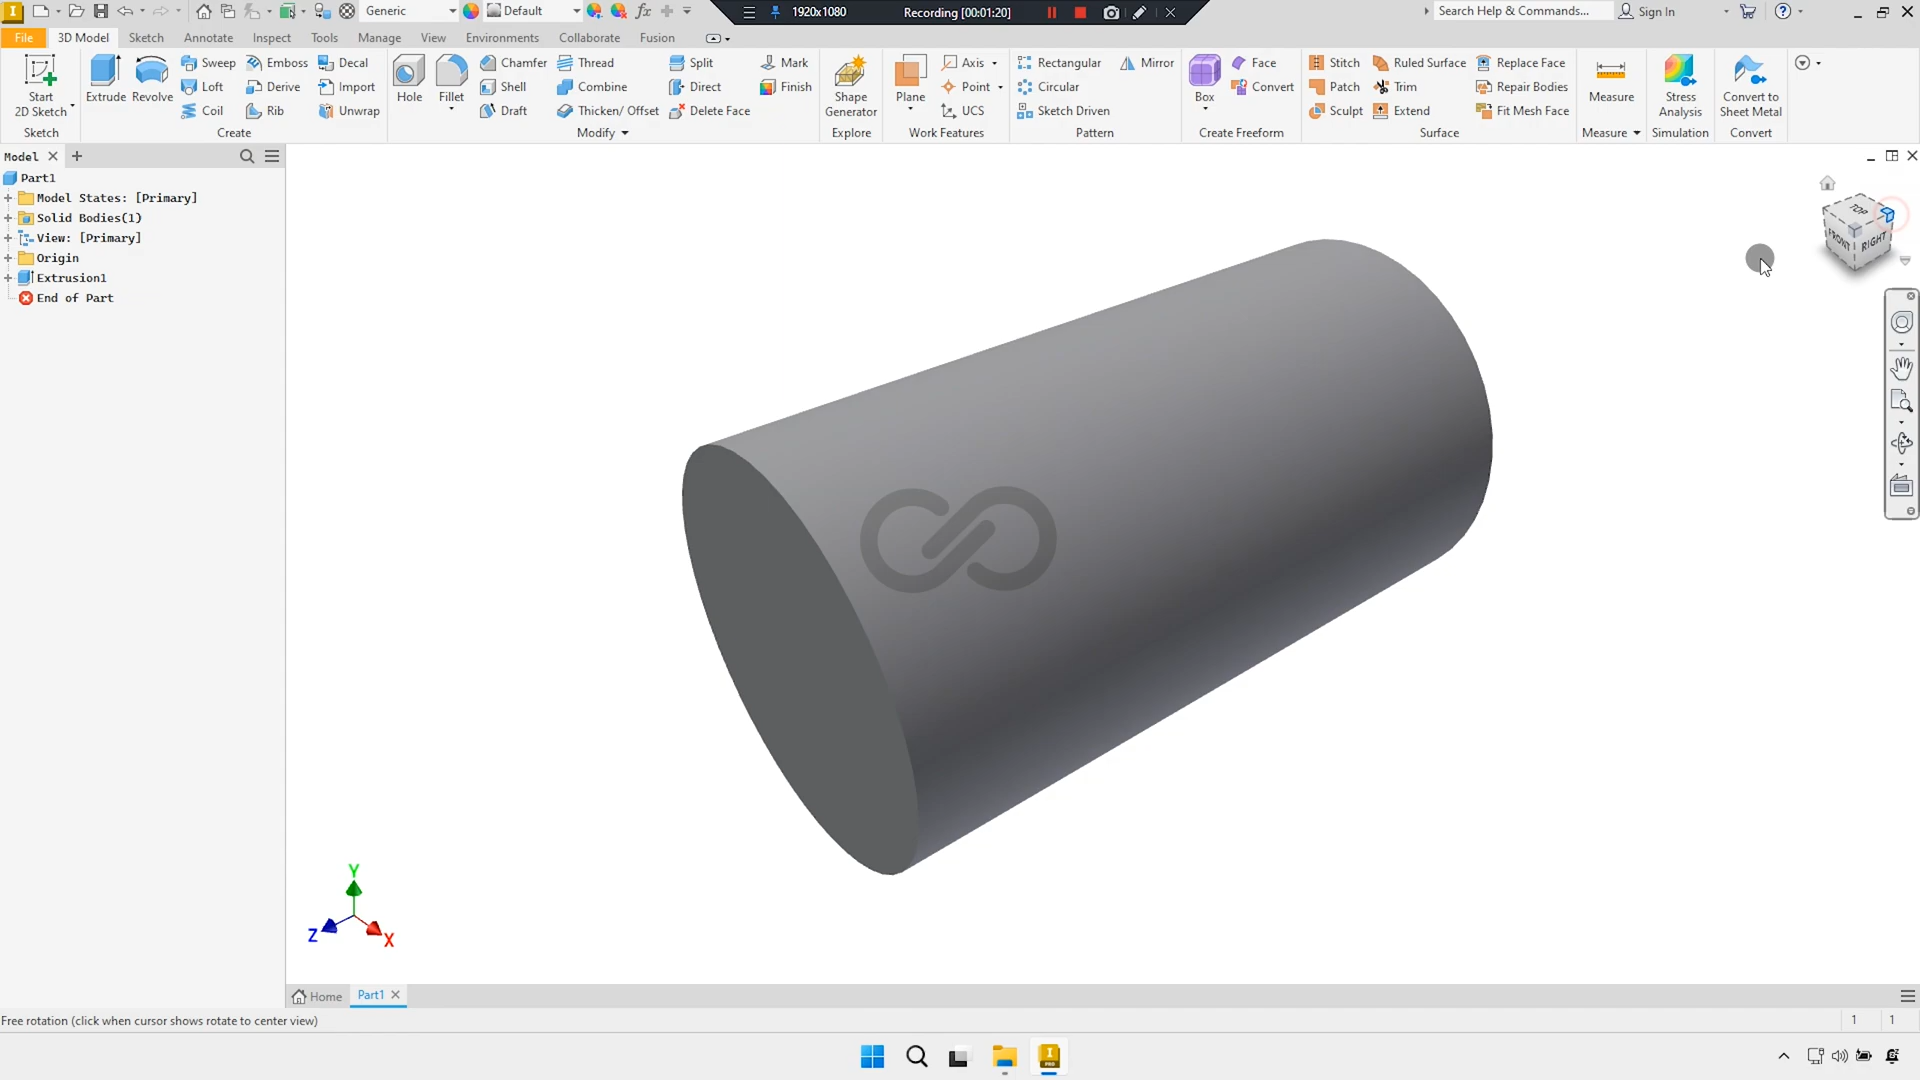 Generic
Default
fx
1920x1080
Recording [00:01:20]
Search Help & Commands...
Sign In
File
3D Model
Sketch
Annotate
Inspect
Tools
Manage
View
Environments
Collaborate
Fusion
Start
2D Sketch
Sketch
Extrude
Revolve
Sweep
Emboss
Decal
Loft
Derive
Import
Coil
Rib
Unwrap
Create
Hole
Fillet
Chamfer
Thread
Split
Shell
Combine
Direct
Draft
Thicken/ Offset
Delete Face
Modify
Mark
Finish
Shape
Generator
Explore
Plane
Axis
Point
UCS
Work Features
Rectangular
Mirror
Circular
Sketch Driven
Pattern
Box
Face
Convert
Create Freeform
Stitch
Ruled Surface
Replace Face
Patch
Trim
Repair Bodies
Sculpt
Extend
Fit Mesh Face
Surface
Measure
Measure
Stress
Analysis
Simulation
Convert to
Sheet Metal
Convert
Model
Part1
Model States: [Primary]
Solid Bodies(1)
View: [Primary]
Origin
Extrusion1
End of Part
TOP
FRONT
RIGHT
Y
Z
X
Home
Part1
Free rotation (click when cursor shows rotate to center view)
1
1